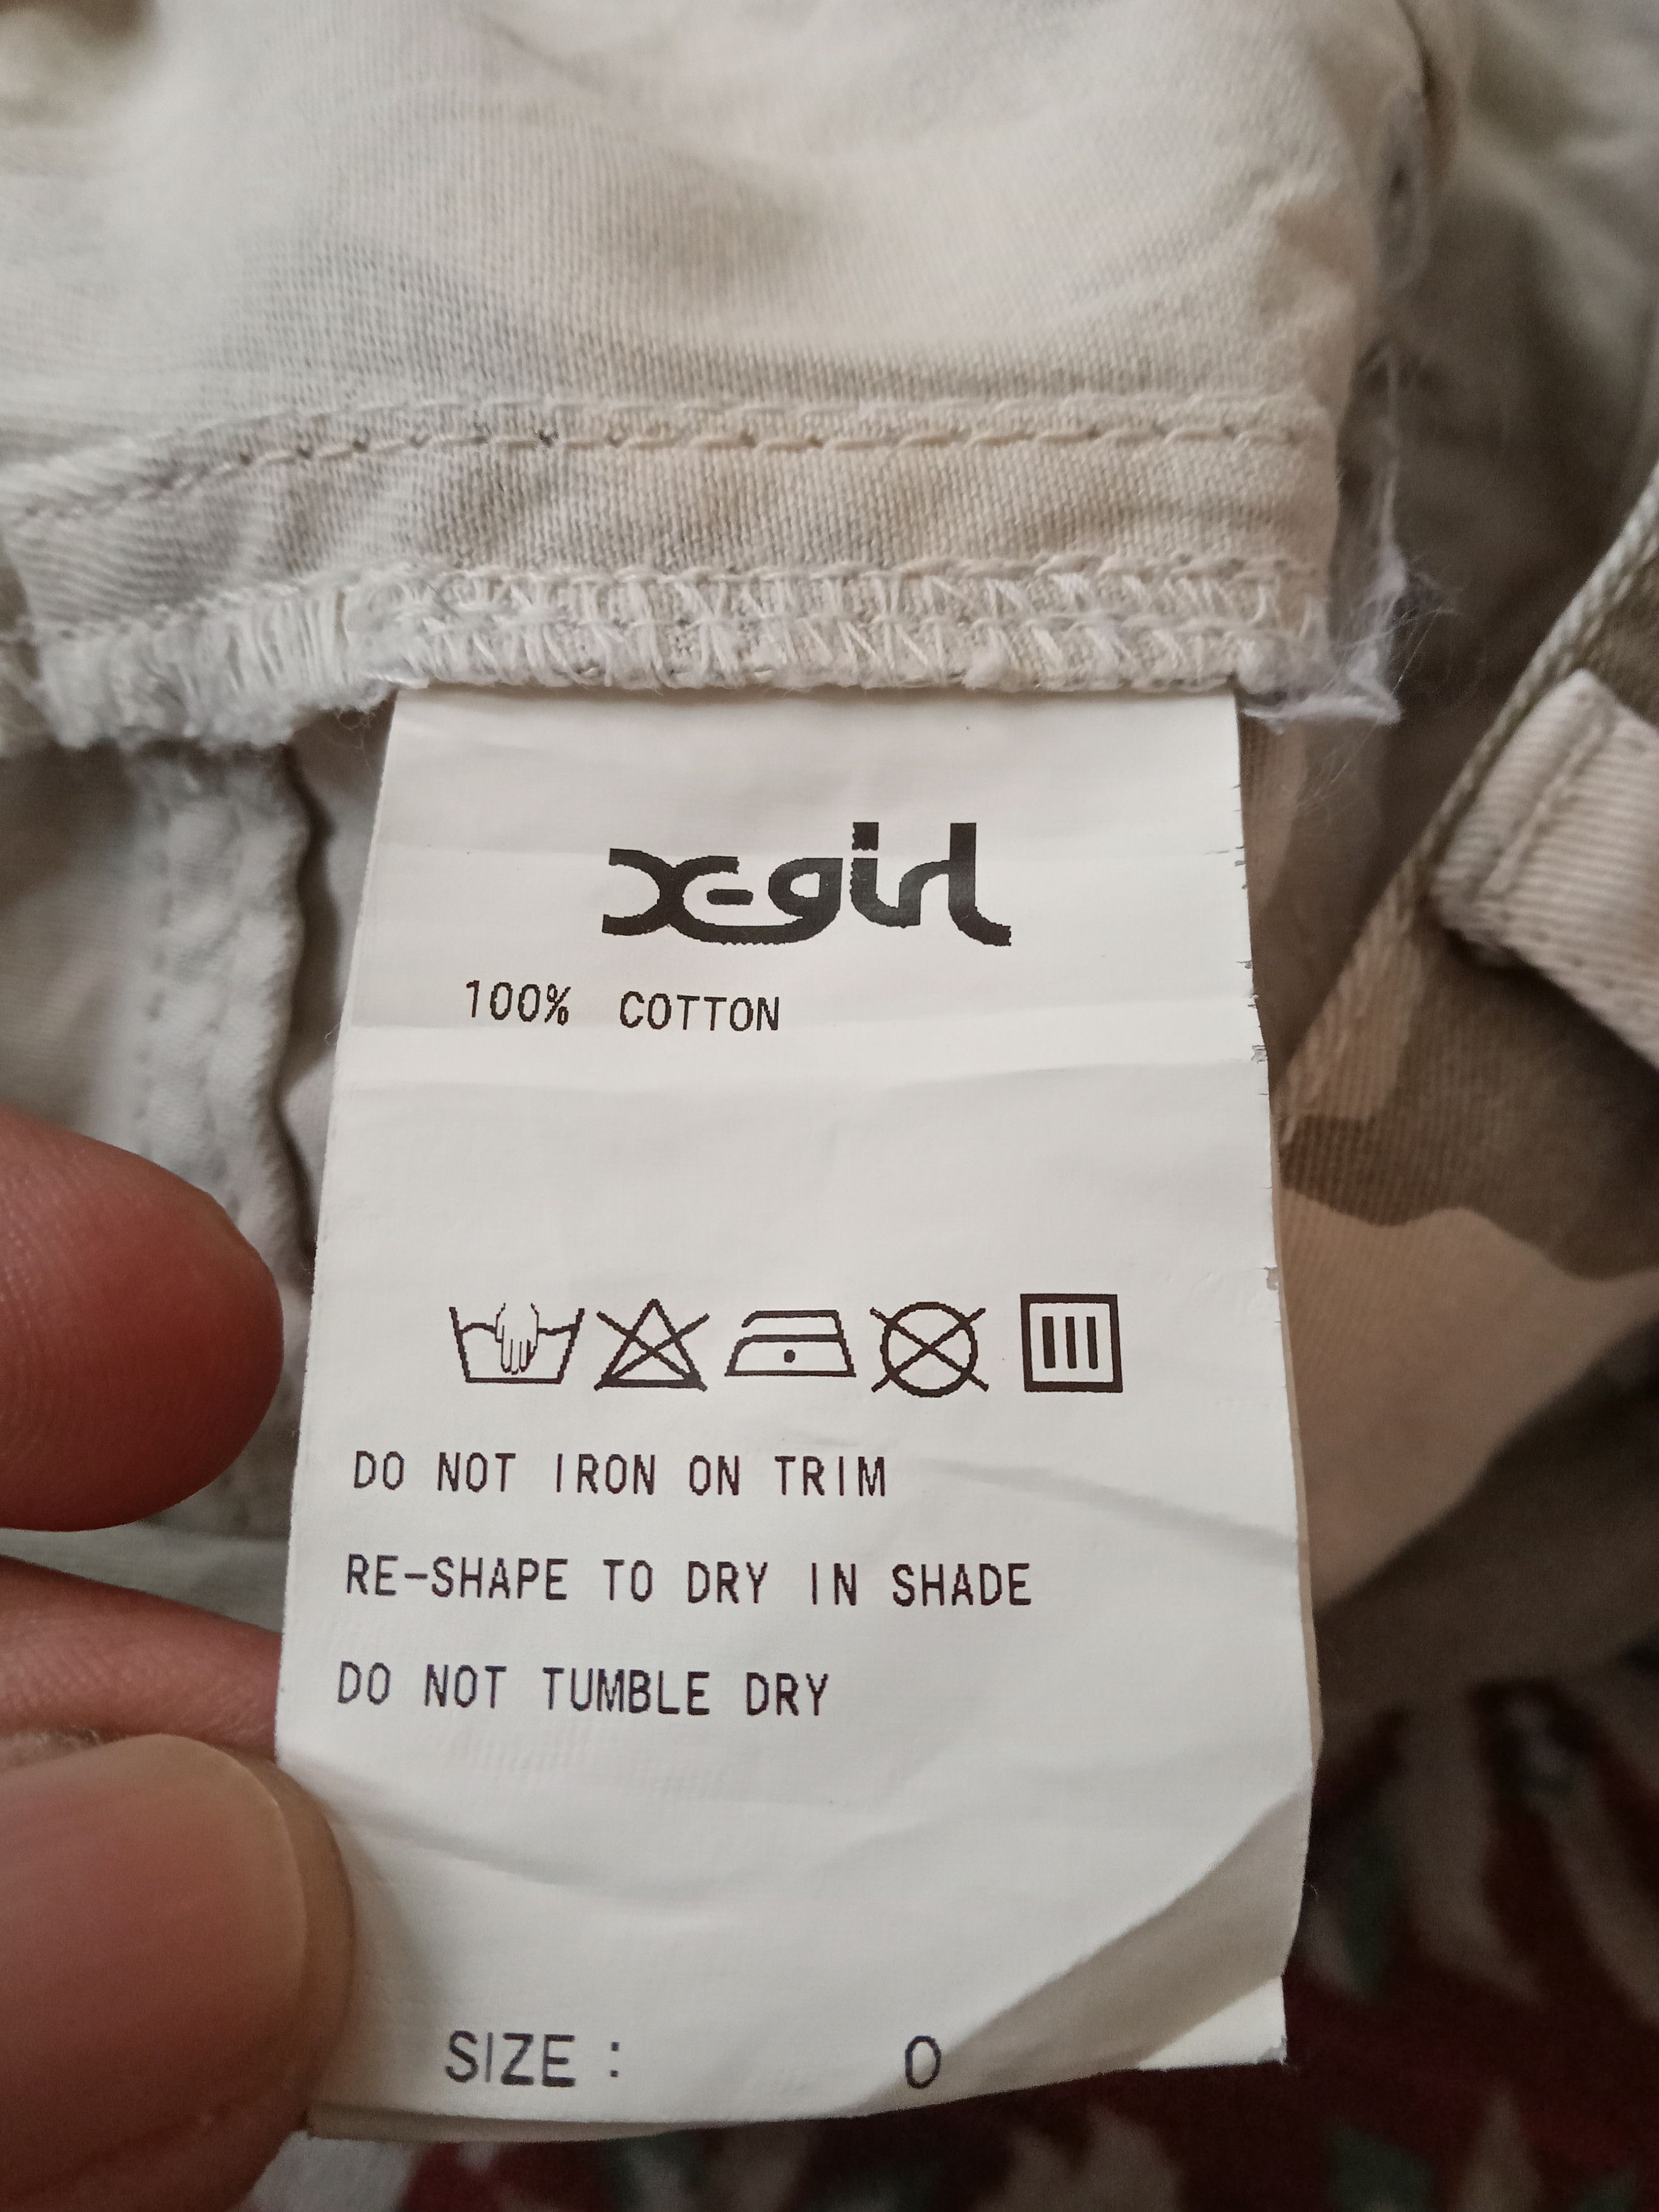 X-girl
100% COTTON
DO NOT IRON ON TRIM
RE-SHAPE TO DRY IN SHADE
DO NOT TUMBLE DRY
SIZE : 0